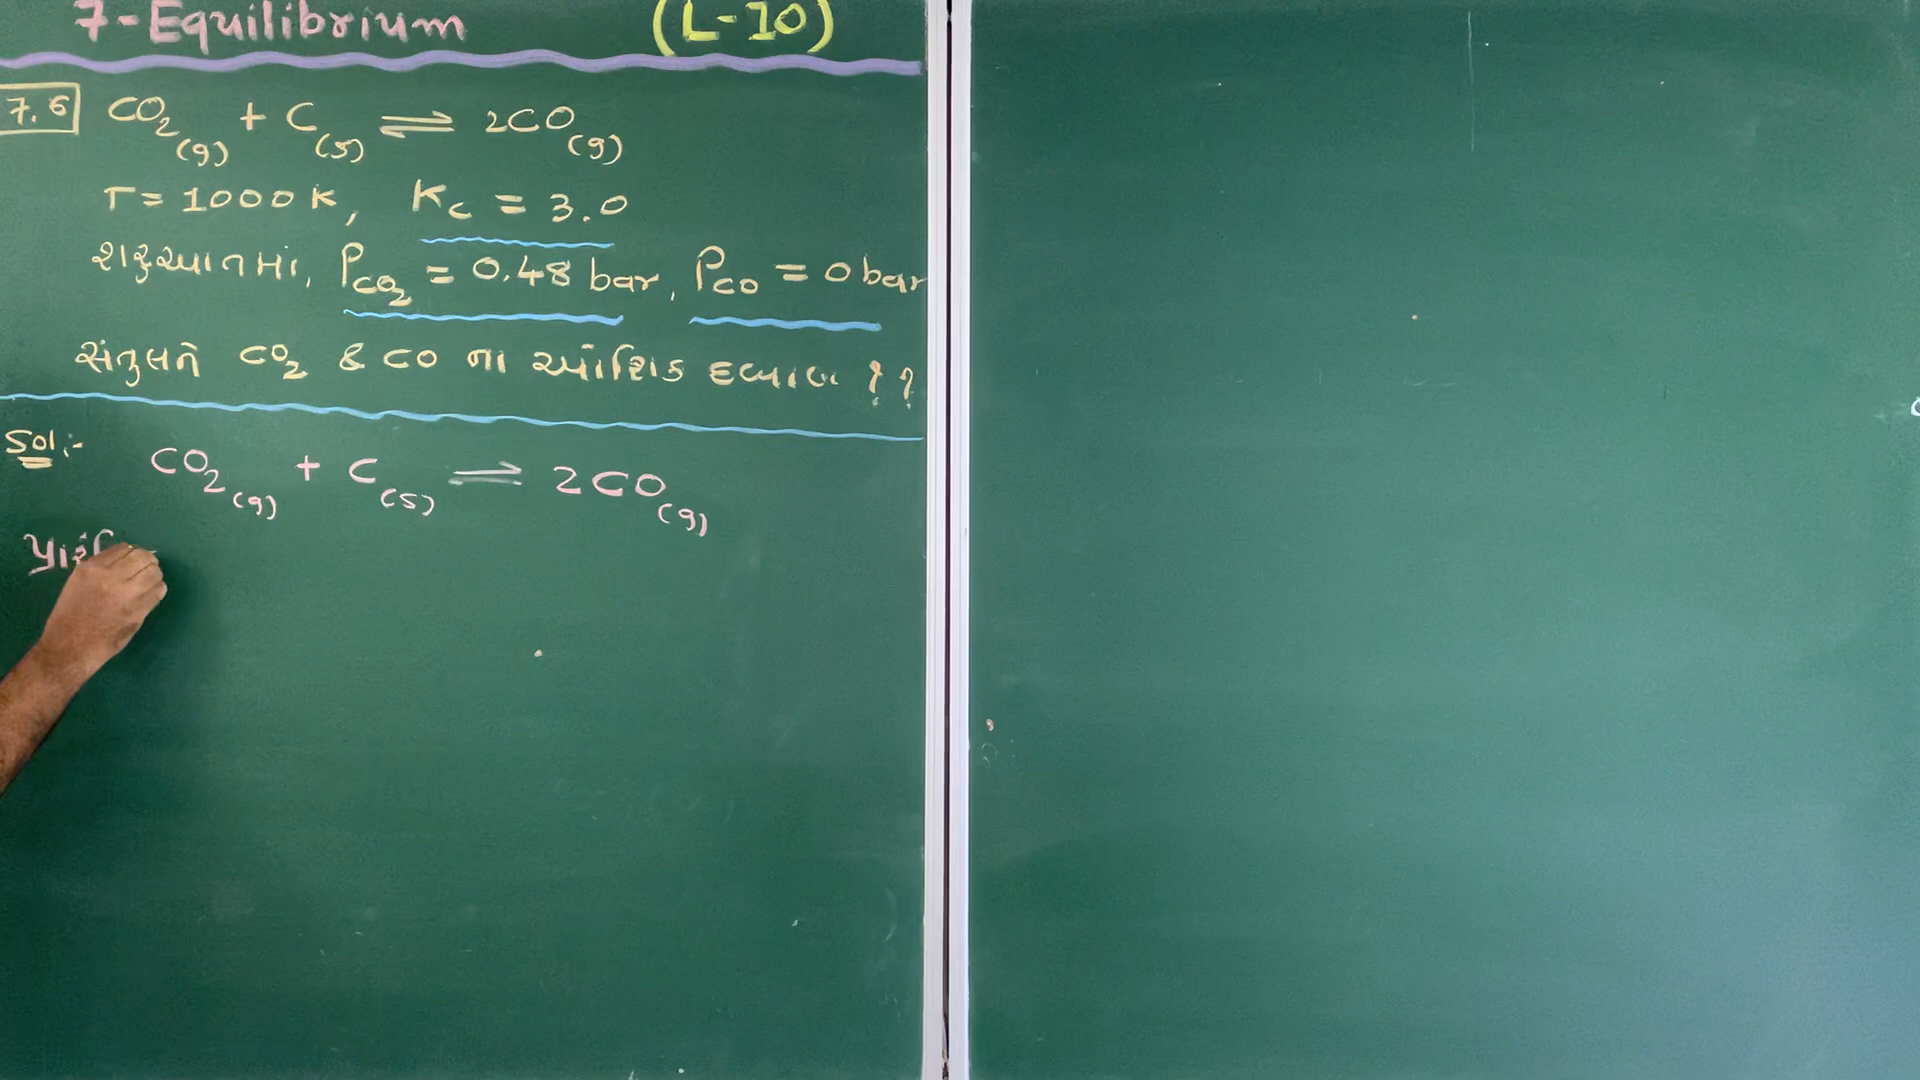 7-Equilibrium (L-10)
7.6 CO₂(g) + C(s) ⇌ 2CO(g)
T = 1000 K, Kc = 3.0
શરૂઆતમાં, PCO₂ = 0.48 bar, PCO = 0 bar
સંતુલને CO₂ & CO ના આંશિક દબાણ ??
Sol:- CO₂(g) + C(s) ⇌ 2CO(g)